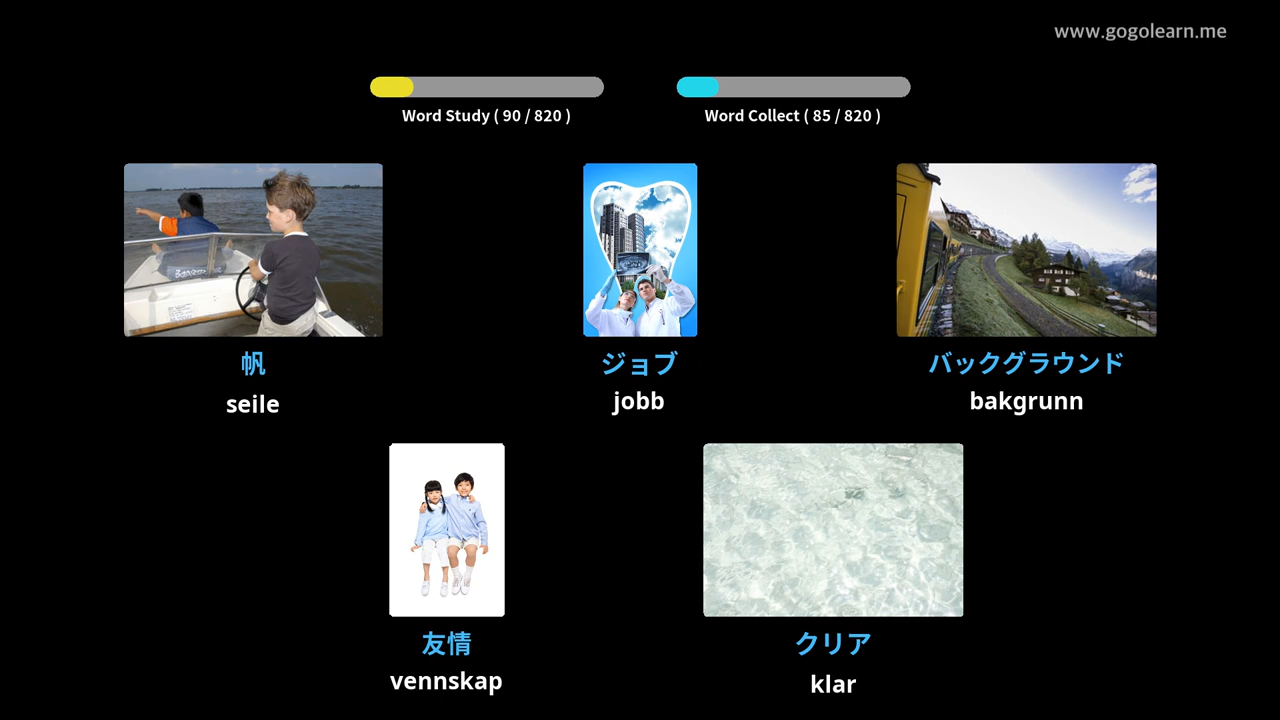 www.gogolearn.me
Word Study ( 90 / 820 )
Word Collect ( 85 / 820 )
帆
seile
ジョブ
jobb
バックグラウンド
bakgrunn
友情
vennskap
クリア
klar